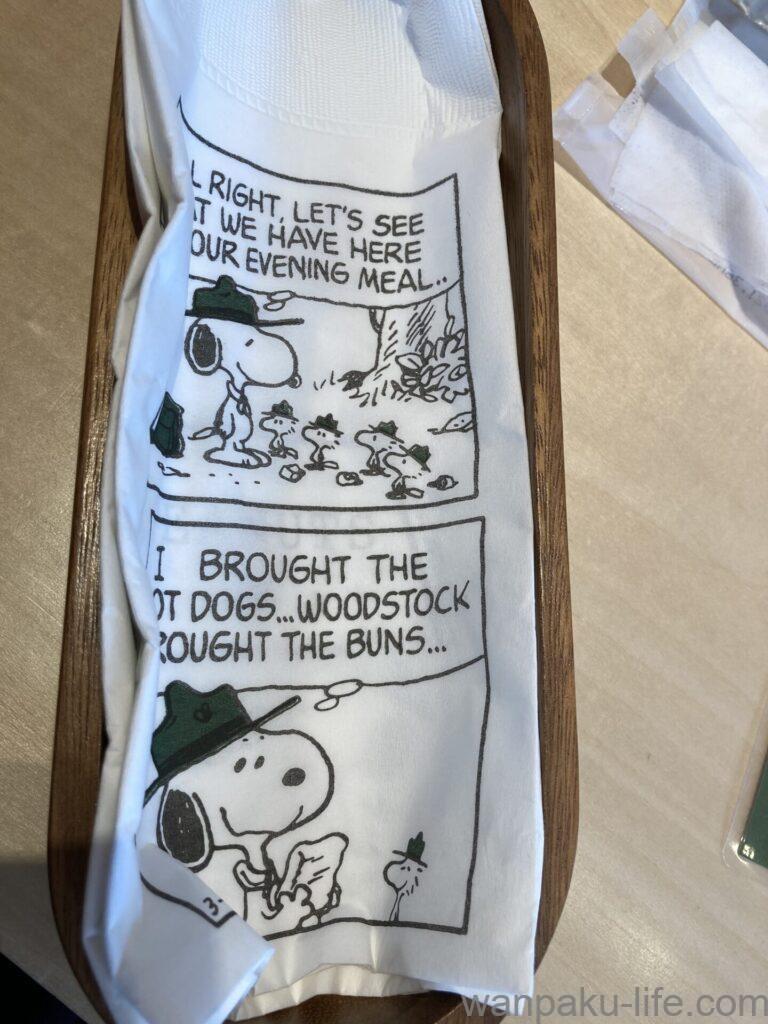 L RIGHT, LET'S SEE
AT WE HAVE HERE
OUR EVENING MEAL..
I BROUGHT THE
OT DOGS...WOODSTOCK
ROUGHT THE BUNS...
3.
wanpaku-life.com